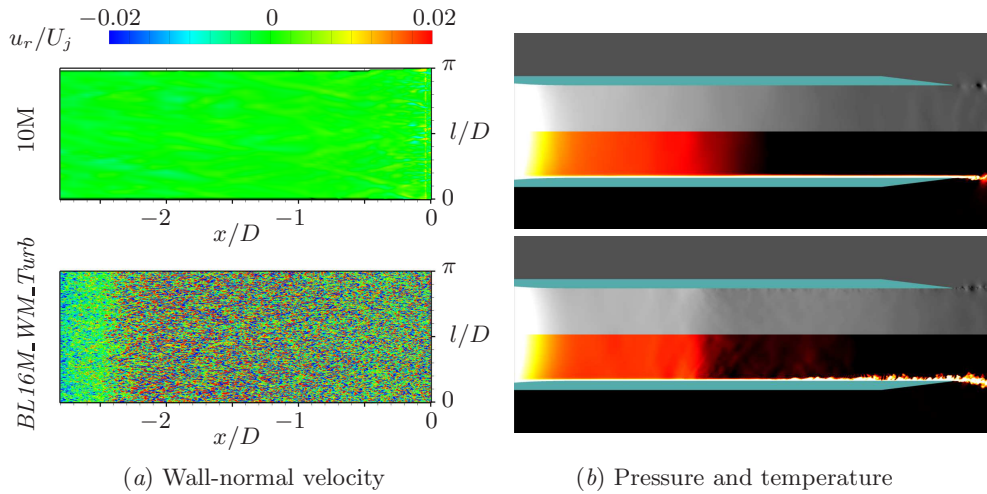 u_r/U_j
−0.02 0 0.02
10M
π
l/D
0
−2 −1 0
x/D
BL16M_WM_Turb
π
l/D
0
−2 −1 0
x/D
(a) Wall-normal velocity
(b) Pressure and temperature